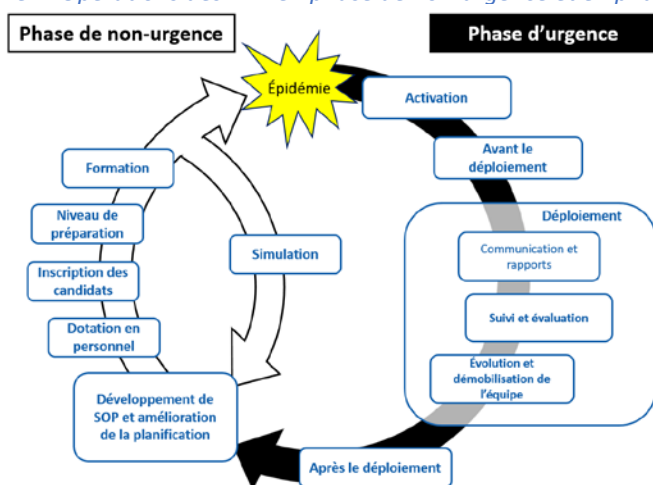 Phase de non-urgence
Phase d'urgence
Épidémie
Activation
Avant le
déploiement
Déploiement
Communication et
rapports
Suivi et évaluation
Évolution et
démobilisation de
l'équipe
Après le déploiement
Développement de
SOP et amélioration
de la planification
Dotation en
personnel
Inscription des
candidats
Niveau de
préparation
Formation
Simulation